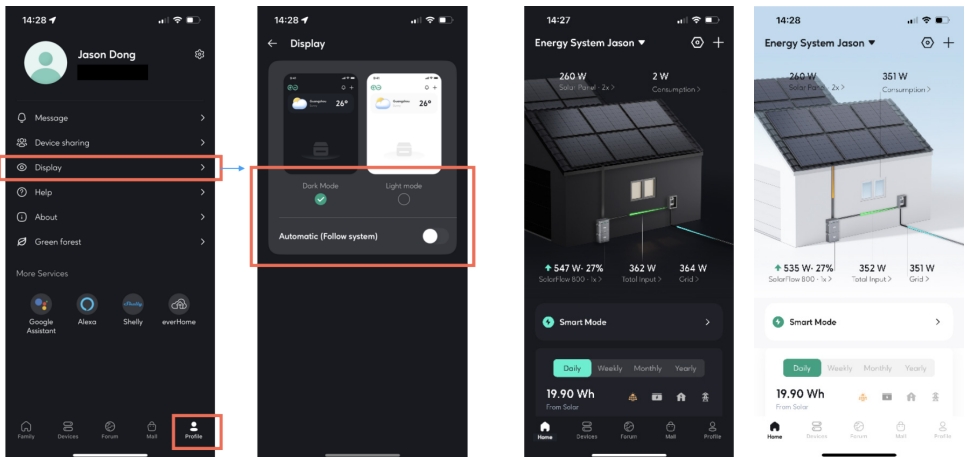 14:28
Jason Dong
Message
Device sharing
Display
Help
About
Green forest
More Services
Google Assistant
Alexa
Shelly
everHome
Family
Devices
Forum
Mall
Profile
14:28
Display
26°
26°
Dark Mode
Light mode
Automatic (Follow system)
14:27
Energy System Jason
260 W
2 W
Solar Panel · 2x >
Consumption >
547 W· 27%
362 W
364 W
SolarFlow 800 · 1x >
Total Input >
Grid >
Smart Mode
Daily
Weekly
Monthly
Yearly
19.90 Wh
From Solar
Home
Devices
Forum
Mall
Profile
14:28
Energy System Jason
260 W
351 W
Solar Panel · 2x >
Consumption >
535 W· 27%
352 W
351 W
SolarFlow 800 · 1x >
Total Input >
Grid >
Smart Mode
Daily
Weekly
Monthly
Yearly
19.90 Wh
From Solar
Home
Devices
Forum
Mall
Profile